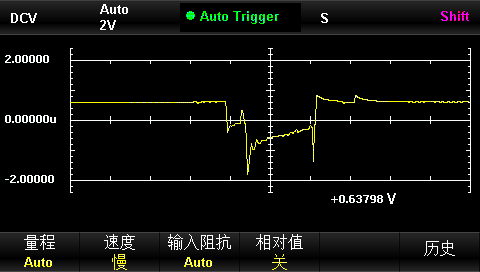 DCV
Auto
2V
Auto Trigger
S
Shift
2.00000
0.00000u
-2.00000
+0.63798 V
量程
Auto
速度
慢
输入阻抗
Auto
相对值
关
历史